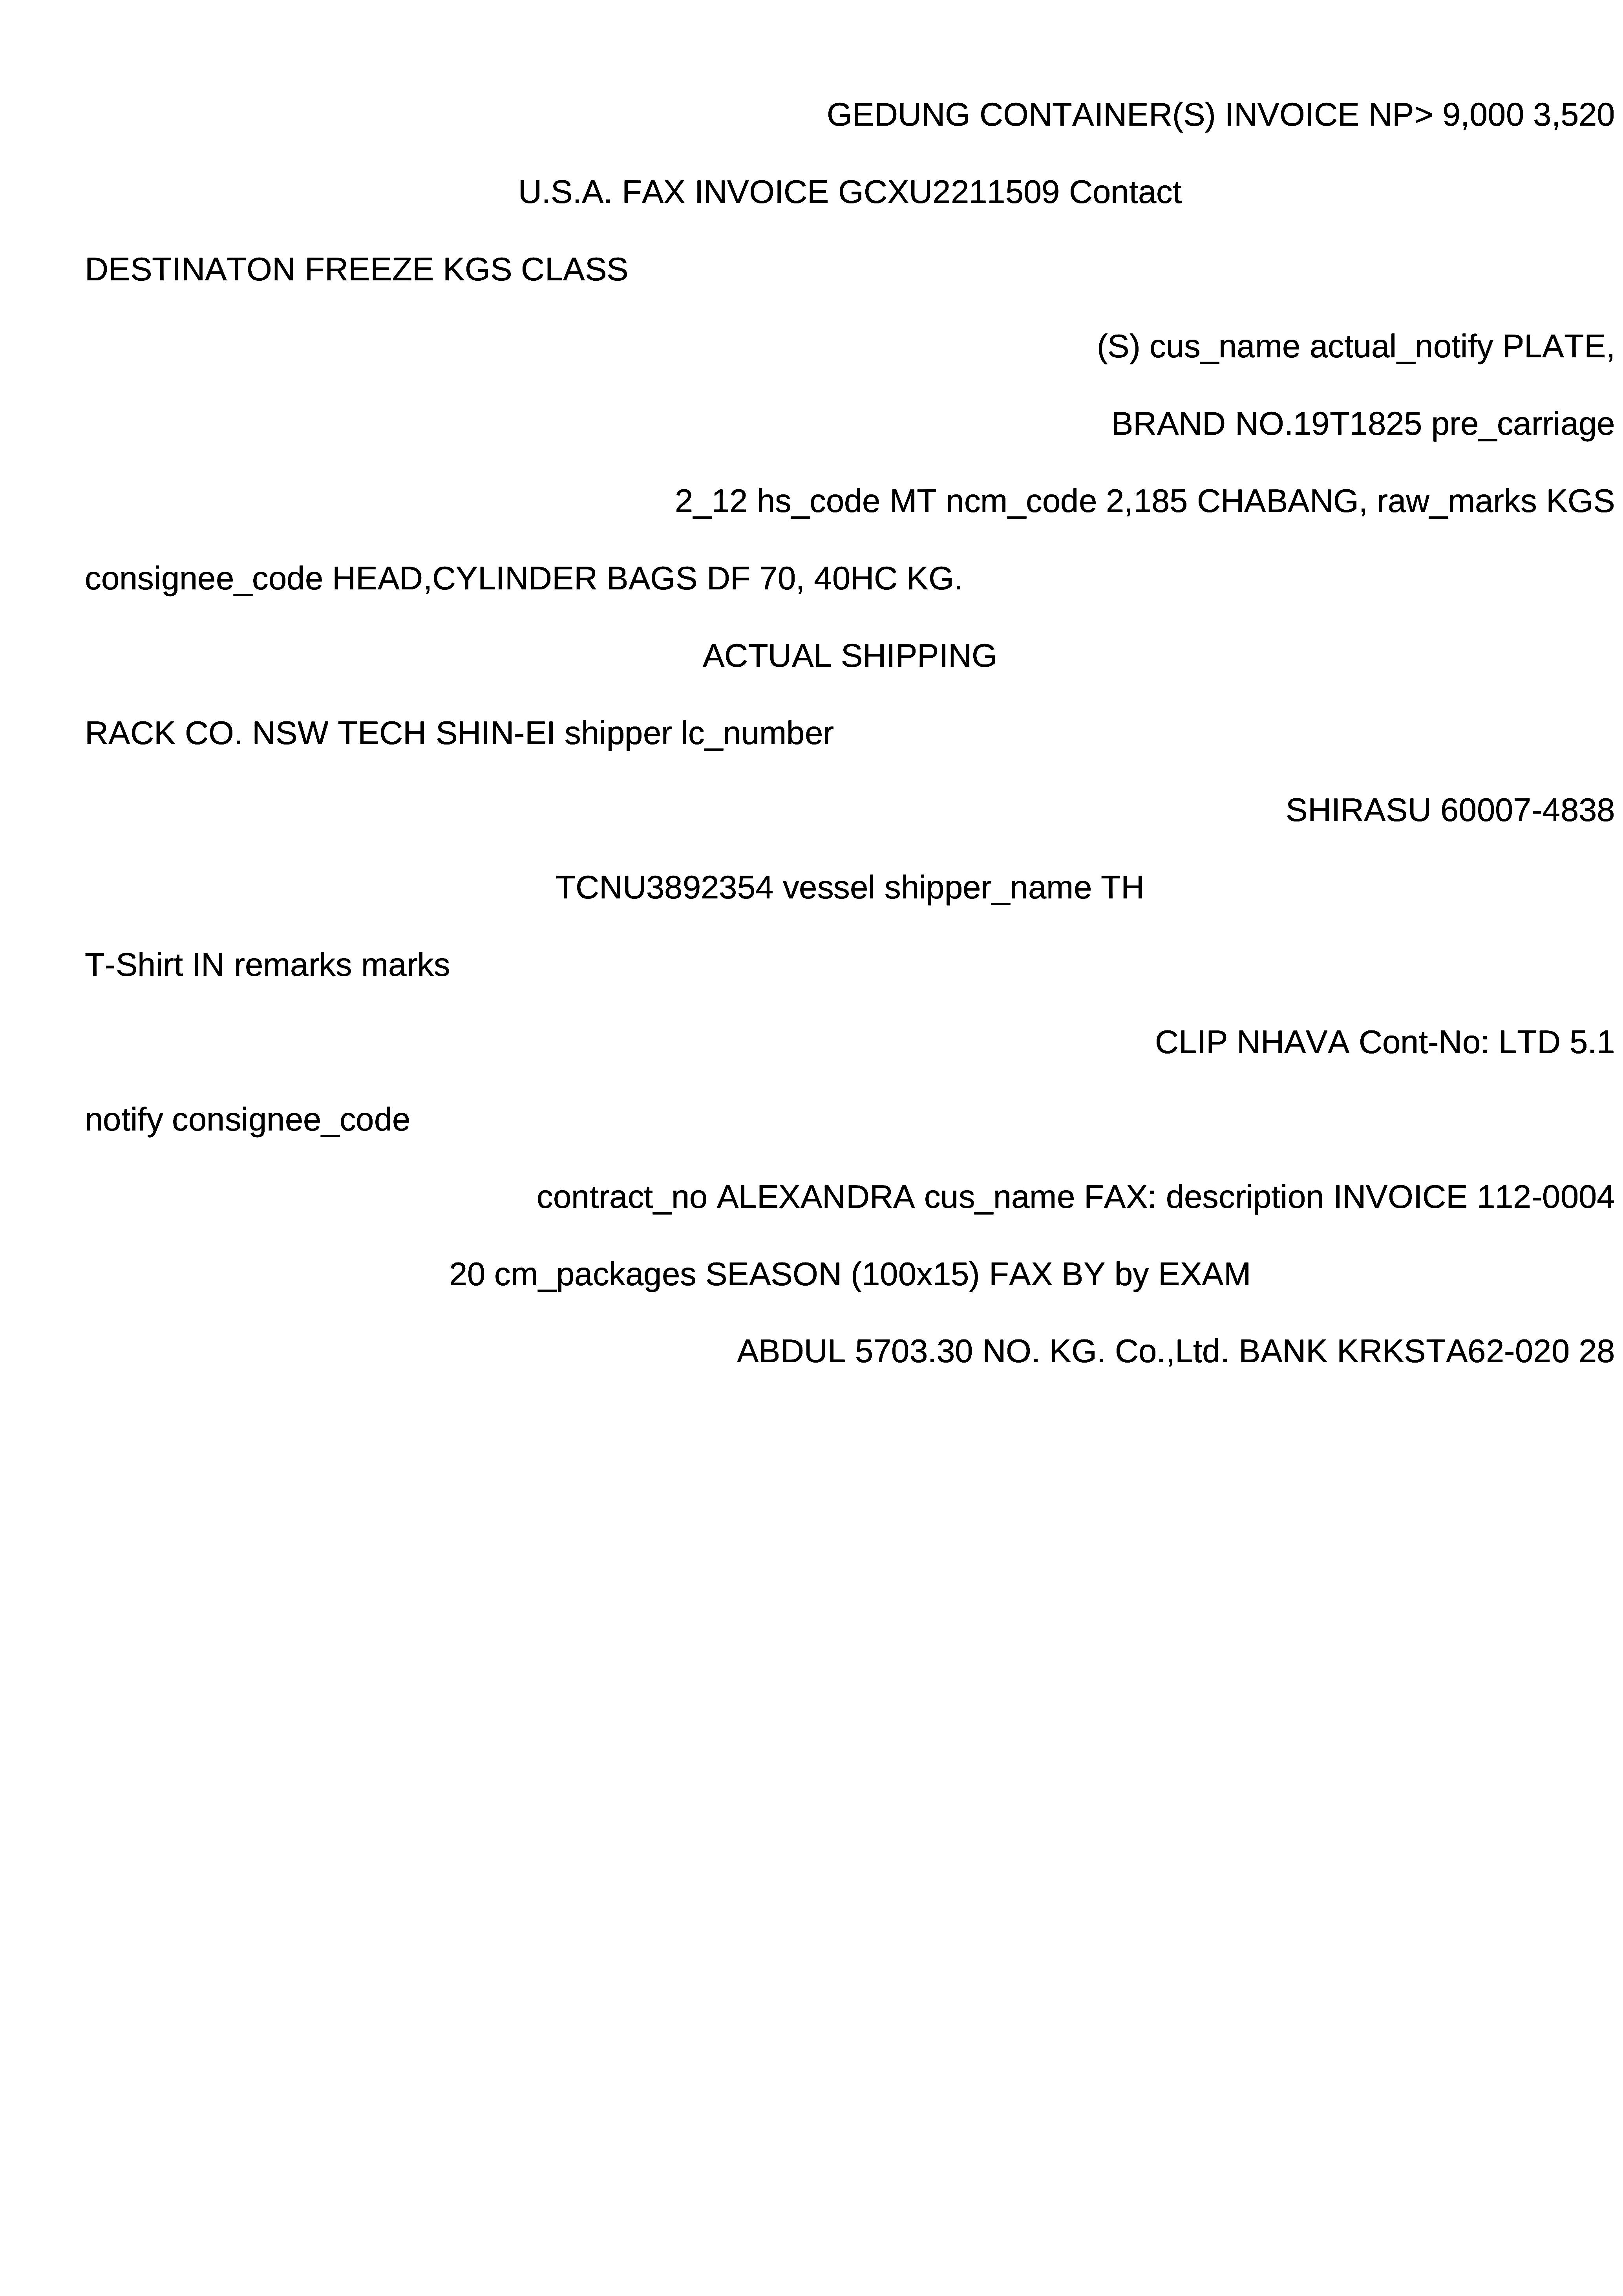 GEDUNG CONTAINER(S) INVOICE NP> 9,000 3,520
U.S.A. FAX INVOICE GCXU2211509 Contact
DESTINATON FREEZE KGS CLASS
(S) cus_name actual_notify PLATE,
BRAND NO.19T1825 pre_carriage
2_12 hs_code MT ncm_code 2,185 CHABANG, raw_marks KGS
consignee_code HEAD,CYLINDER BAGS DF 70, 40HC KG.
ACTUAL SHIPPING
RACK CO. NSW TECH SHIN-EI shipper lc_number
SHIRASU 60007-4838
TCNU3892354 vessel shipper_name TH
T-Shirt IN remarks marks
CLIP NHAVA Cont-No: LTD 5.1
notify consignee_code
contract_no ALEXANDRA cus_name FAX: description INVOICE 112-0004
20 cm_packages SEASON (100x15) FAX BY by EXAM
ABDUL 5703.30 NO. KG. Co.,Ltd. BANK KRKSTA62-020 28